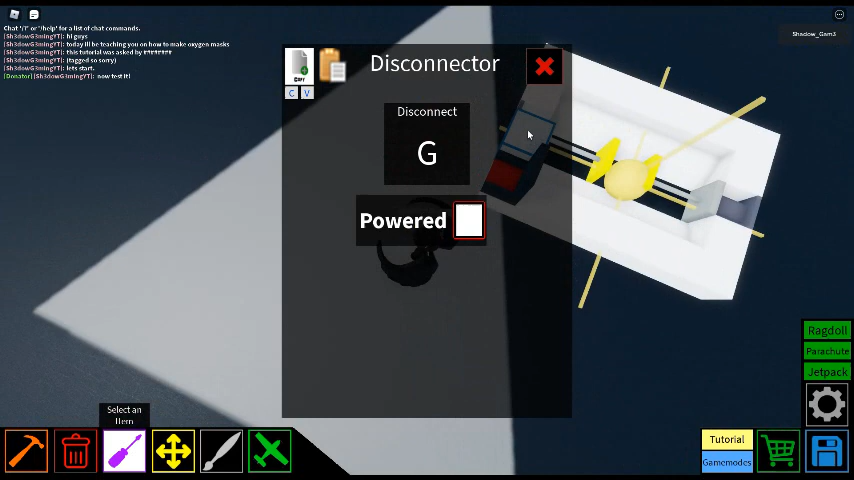 Chat '/?' or '/help' for a list of chat commands.
[Sh3dowG3mingYT]: hi guys
[Sh3dowG3mingYT]: today ill be teaching you on how to make oxygen masks
[Sh3dowG3mingYT]: this tutorial was asked by ########
[Sh3dowG3mingYT]: (tagged so sorry)
[Sh3dowG3mingYT]: lets start.
[Donator][Sh3dowG3mingYT]: now test it!
Shadow_Gam3
Disconnector
COPY
C V
Disconnect
G
Powered
Ragdoll
Parachute
Jetpack
Select an
Item
Tutorial
Gamemodes